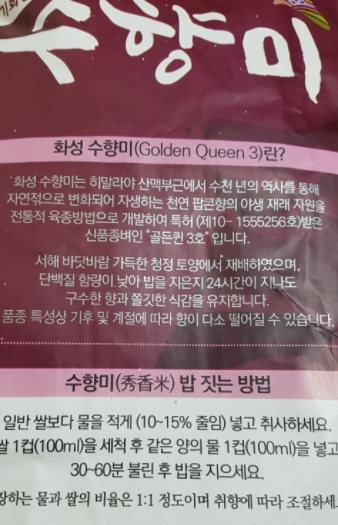 수향미
화성 수향미(Golden Queen 3)란?
화성 수향미는 히말라야 산맥부근에서 수천 년의 역사를 통해
자연적으로 변화되어 자생하는 천연 팝콘향의 야생 재래 자원을
전통적 육종방법으로 개발하여 특허 (제10- 1555256호)받은
신품종벼인 "골든퀸 3호" 입니다.
서해 바닷바람 가득한 청정 토양에서 재배하였으며,
단백질 함량이 낮아 밥을 지은지 24시간이 지나도
구수한 향과 쫄깃한 식감을 유지합니다.
품종 특성상 기후 및 계절에 따라 향이 다소 떨어질 수 있습니다.
수향미(秀香米) 밥 짓는 방법
일반 쌀보다 물을 적게 (10~15% 줄임) 넣고 취사하세요.
쌀 1컵(100ml)을 세척 후 같은 양의 물 1컵(100ml)을 넣고
30~60분 불린 후 밥을 지으세요.
장하는 물과 쌀의 비율은 1:1 정도이며 취향에 따라 조절하세